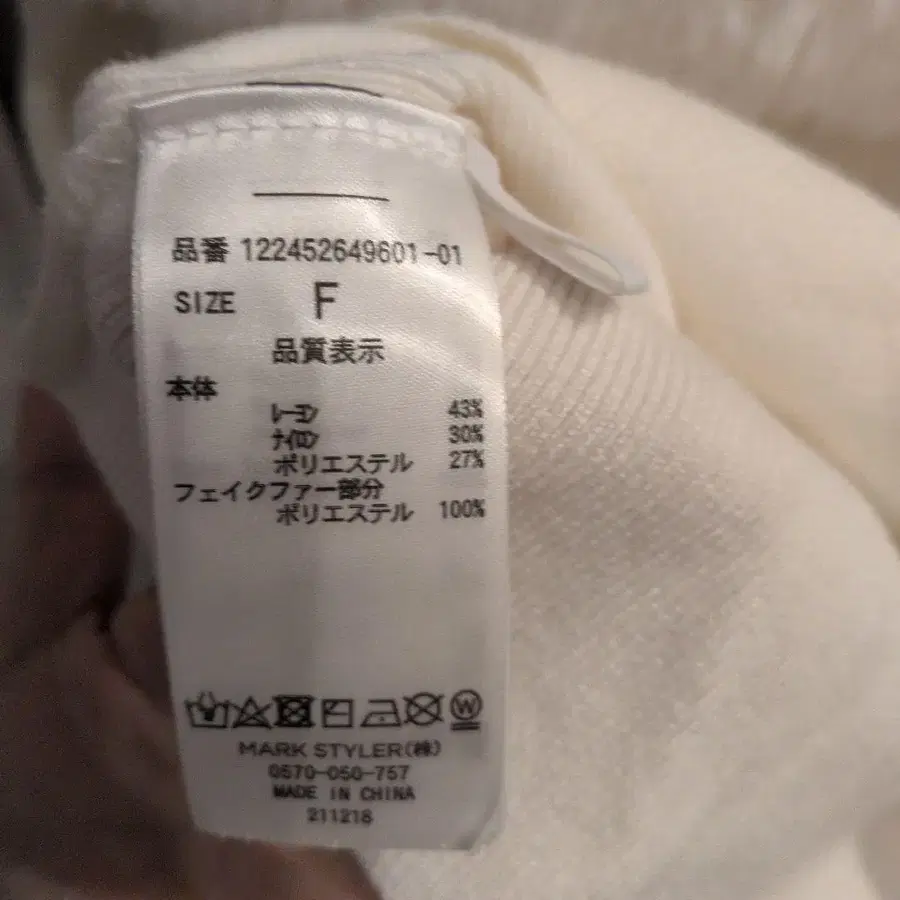 品番 122452649601-01
SIZE F
品質表示
本体
レーヨン 43%
ナイロン 30%
ポリエステル 27%
フェイクファー部分
ポリエステル 100%
W
MARK STYLER(株)
0570-050-757
MADE IN CHINA
211218